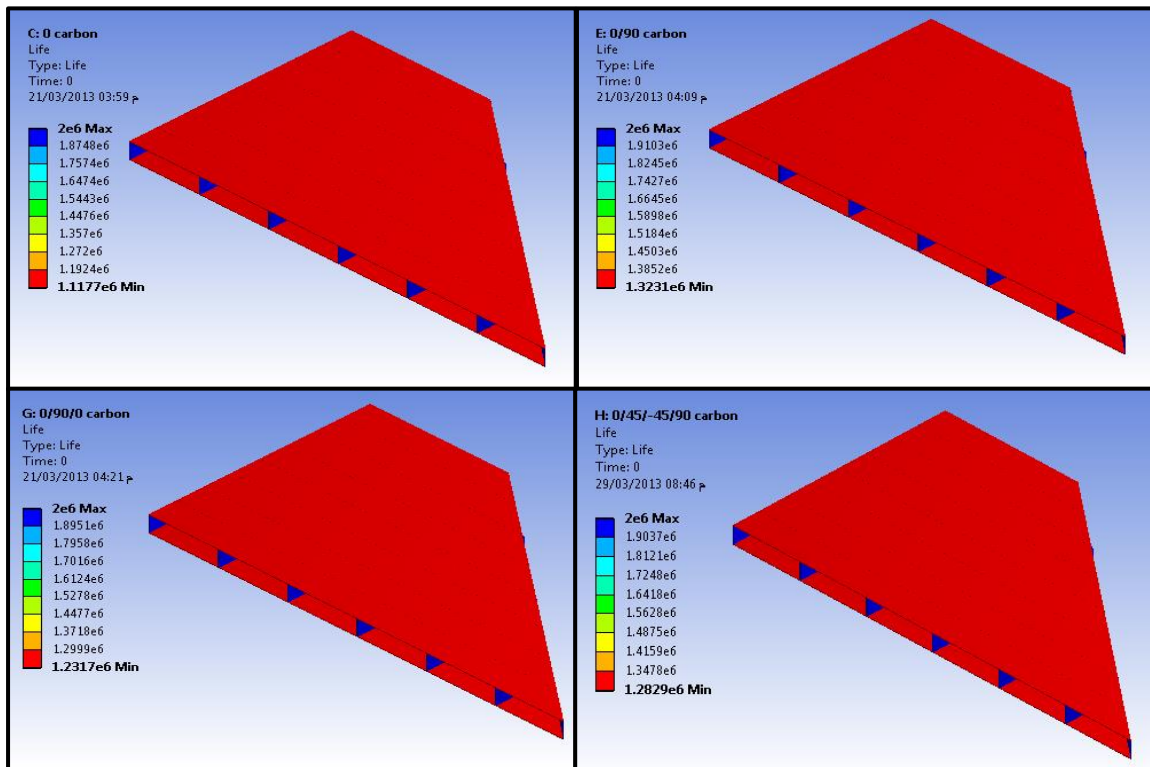 C: 0 carbon
Life
Type: Life
Time: 0
21/03/2013 03:59 م
2e6 Max
1.8748e6
1.7574e6
1.6474e6
1.5443e6
1.4476e6
1.357e6
1.272e6
1.1924e6
1.1177e6 Min
E: 0/90 carbon
Life
Type: Life
Time: 0
21/03/2013 04:09 م
2e6 Max
1.9103e6
1.8245e6
1.7427e6
1.6645e6
1.5898e6
1.5184e6
1.4503e6
1.3852e6
1.3231e6 Min
G: 0/90/0 carbon
Life
Type: Life
Time: 0
21/03/2013 04:21 م
2e6 Max
1.8951e6
1.7958e6
1.7016e6
1.6124e6
1.5278e6
1.4477e6
1.3718e6
1.2999e6
1.2317e6 Min
H: 0/45/-45/90 carbon
Life
Type: Life
Time: 0
29/03/2013 08:46 م
2e6 Max
1.9037e6
1.8121e6
1.7248e6
1.6418e6
1.5628e6
1.4875e6
1.4159e6
1.3478e6
1.2829e6 Min